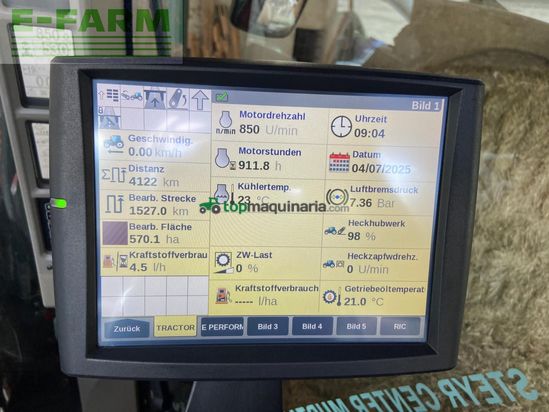 E-FARM
Bild 1
Geschwindig.
0.00 km/h
Distanz
4122 km
Bearb. Strecke
1527.0 km
Bearb. Fläche
570.1 ha
Kraftstoffverbrau
4.5 l/h
Motordrehzahl
n/min
850 U/min
Motorstunden
911.8 h
Kühlertemp.
23 °C
topmaquinaria.com
ZW-Last
0 %
Kraftstoffverbrauch
----- l/ha
Uhrzeit
09:04
Datum
04/07/2025
Luftbremsdruck
7.36 Bar
Heckhubwerk
98 %
Heckzapfwdrehz.
0 U/min
Getriebeöltemperat
21.0 °C
Zurück
TRACTOR
E PERFORM
Bild 3
Bild 4
Bild 5
RIC
STEYR CENTER